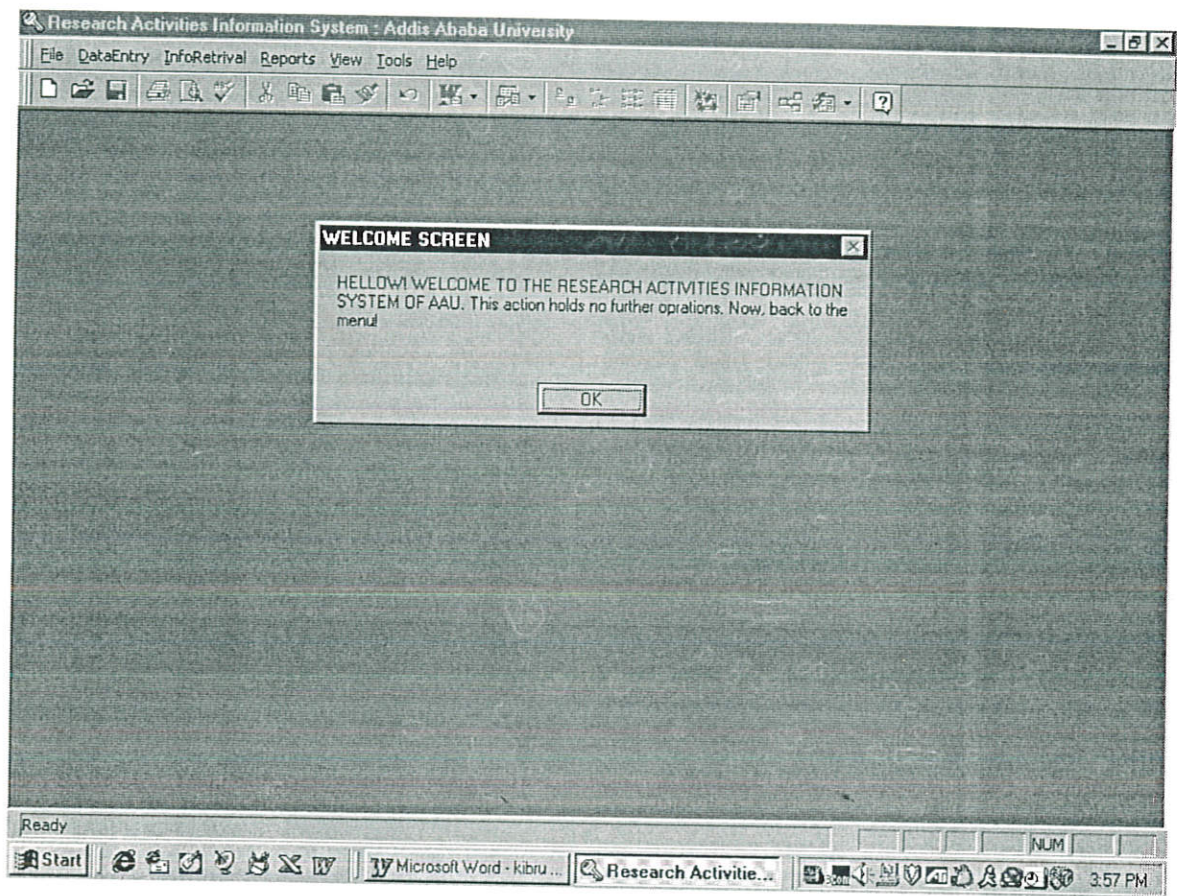 Research Activities Information System : Addis Ababa University
File DataEntry InfoRetrival Reports View Tools Help
WELCOME SCREEN
HELLOW! WELCOME TO THE RESEARCH ACTIVITIES INFORMATION
SYSTEM OF AAU. This action holds no further oprations. Now, back to the
menu!
OK
Ready
NUM
Start
Microsoft Word - kibru ...
Research Activitie...
3:57 PM